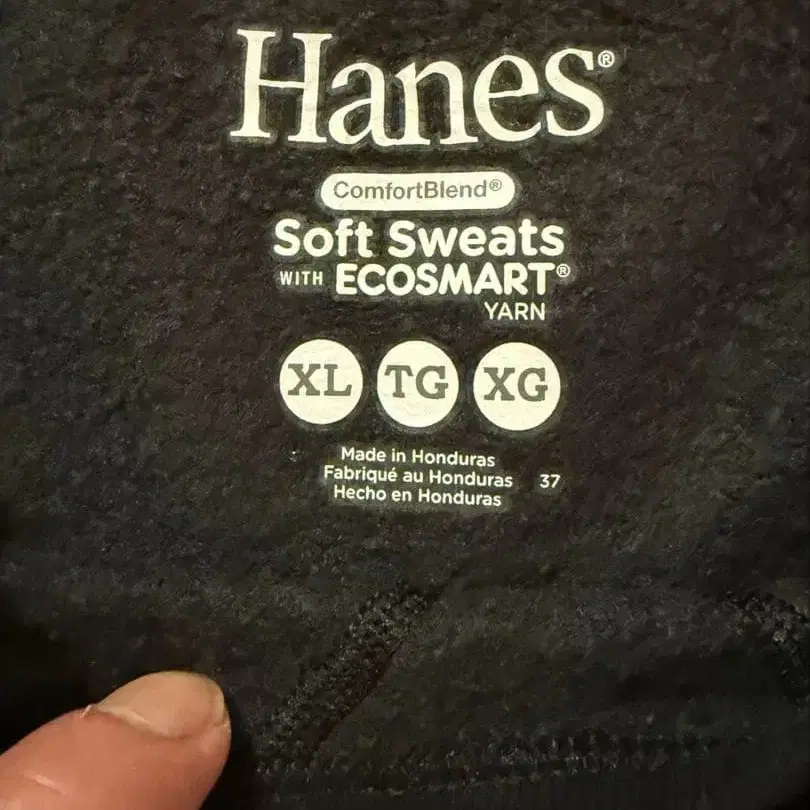 Hanes®
ComfortBlend®
Soft Sweats
WITH ECOSMART®
YARN
XL TG XG
Made in Honduras
Fabriqué au Honduras 37
Hecho en Honduras